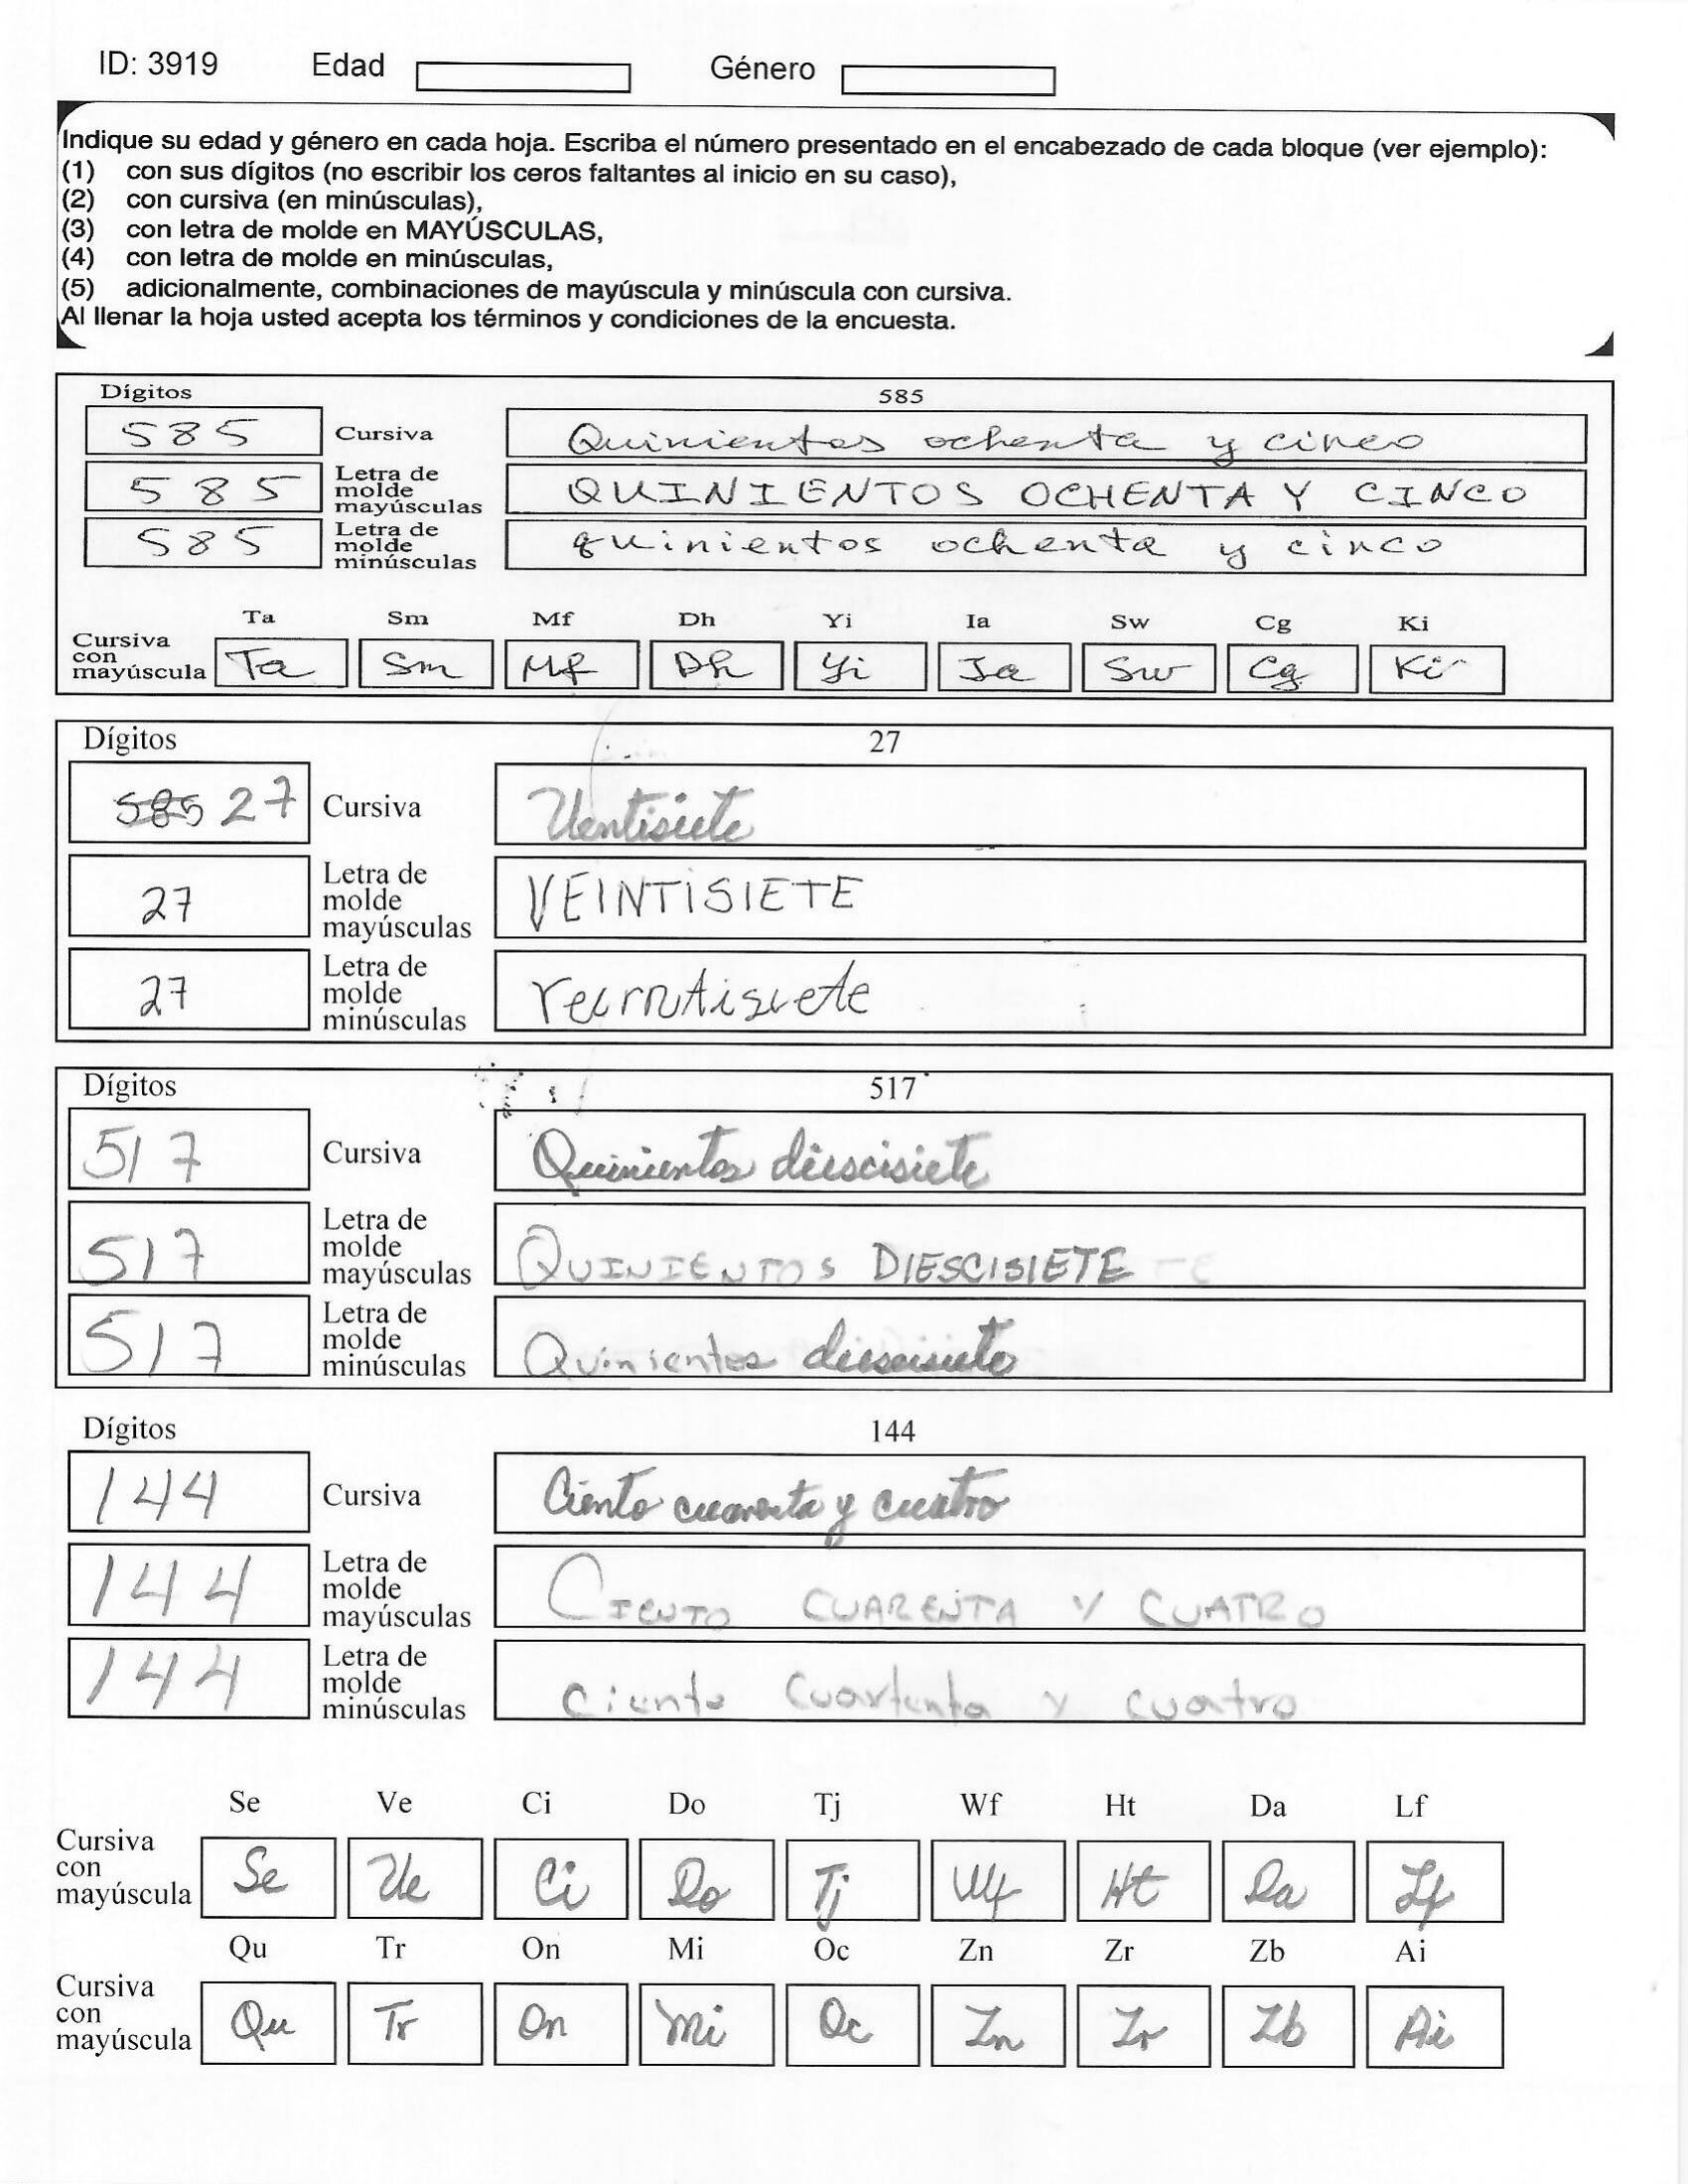 ID: 3919 Edad Género
Indique su edad y género en cada hoja. Escriba el número presentado en el encabezado de cada bloque (ver ejemplo):
(1) con sus dígitos (no escribir los ceros faltantes al inicio en su caso),
(2) con cursiva (en minúsculas),
(3) con letra de molde en MAYÚSCULAS,
(4) con letra de molde en minúsculas,
(5) adicionalmente, combinaciones de mayúscula y minúscula con cursiva.
Al llenar la hoja usted acepta los términos y condiciones de la encuesta.
Dígitos 585
585 Cursiva Quinientos ochenta y cinco
585 Letra de molde mayúsculas QUINIENTOS OCHENTA Y CINCO
585 Letra de molde minúsculas quinientos ochenta y cinco
Ta Sm Mf Dh Yi Ia Sw Cg Ki
Cursiva con mayúscula Ta Sm Mf Dh Yi Ia Sw Cg Ki
Dígitos 27
585 27 Cursiva Ventisiete
27 Letra de molde mayúsculas VEINTISIETE
27 Letra de molde minúsculas
Dígitos 517
517 Cursiva Quinientos diescisiete
517 Letra de molde mayúsculas QUINIENTOS DIESCISIETE
517 Letra de molde minúsculas Quinientos
Dígitos 144
144 Cursiva Ciento cuarenta y cuatro
144 Letra de molde mayúsculas CIENTO CUARENTA Y CUATRO
144 Letra de molde minúsculas Ciento Cuartenta y cuatro
Se Ve Ci Do Tj Wf Ht Da Lf
Cursiva con mayúscula Se Ve Ci Do Tj Wf Ht Da Lf
Qu Tr On Mi Oc Zn Zr Zb Ai
Cursiva con mayúscula Qu Tr On Mi Oc Zn Zr Zb Ai